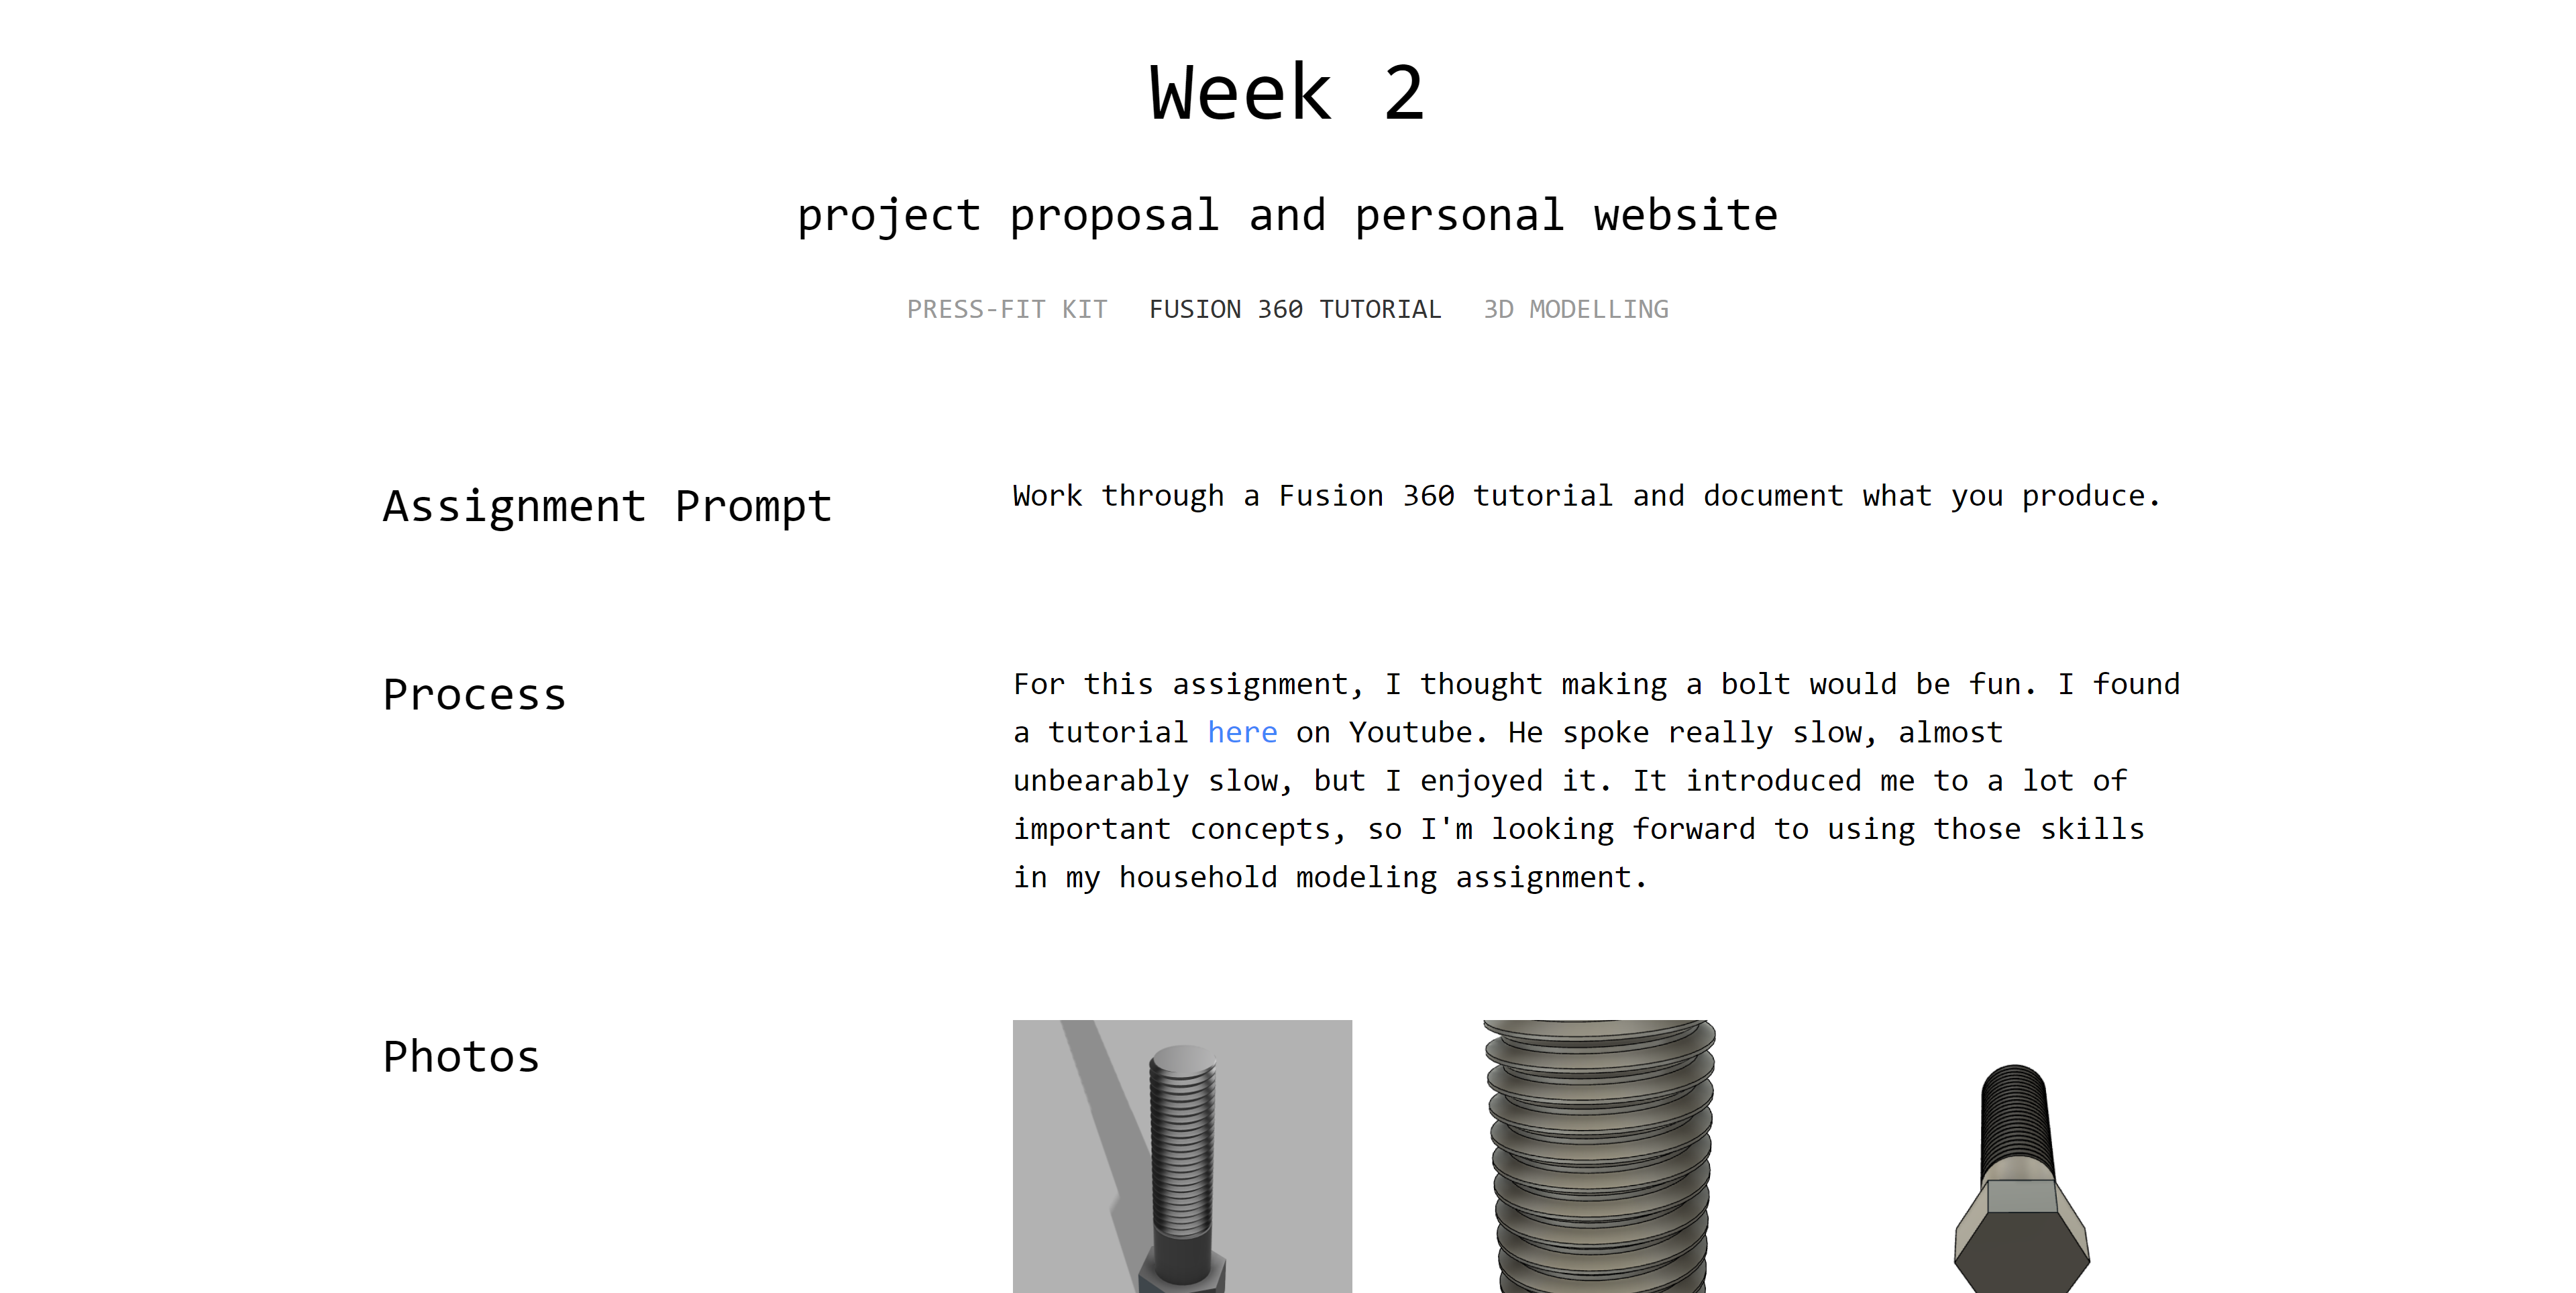 Week 2
project proposal and personal website
PRESS-FIT KIT FUSION 360 TUTORIAL 3D MODELLING
Assignment Prompt
Work through a Fusion 360 tutorial and document what you produce.
Process
For this assignment, I thought making a bolt would be fun. I found
a tutorial here on Youtube. He spoke really slow, almost
unbearably slow, but I enjoyed it. It introduced me to a lot of
important concepts, so I'm looking forward to using those skills
in my household modeling assignment.
Photos